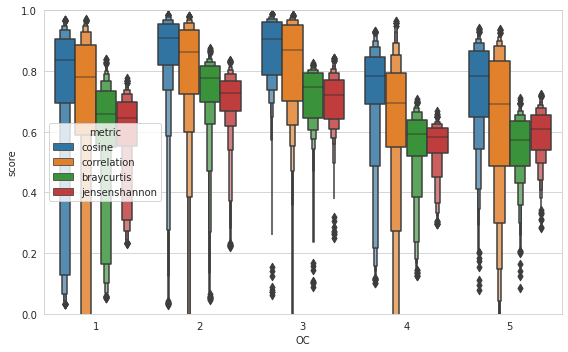 1.0
0.8
0.6
0.4
0.2
0.0
score
metric
cosine
correlation
braycurtis
jensenshannon
1 2 3 4 5
OC